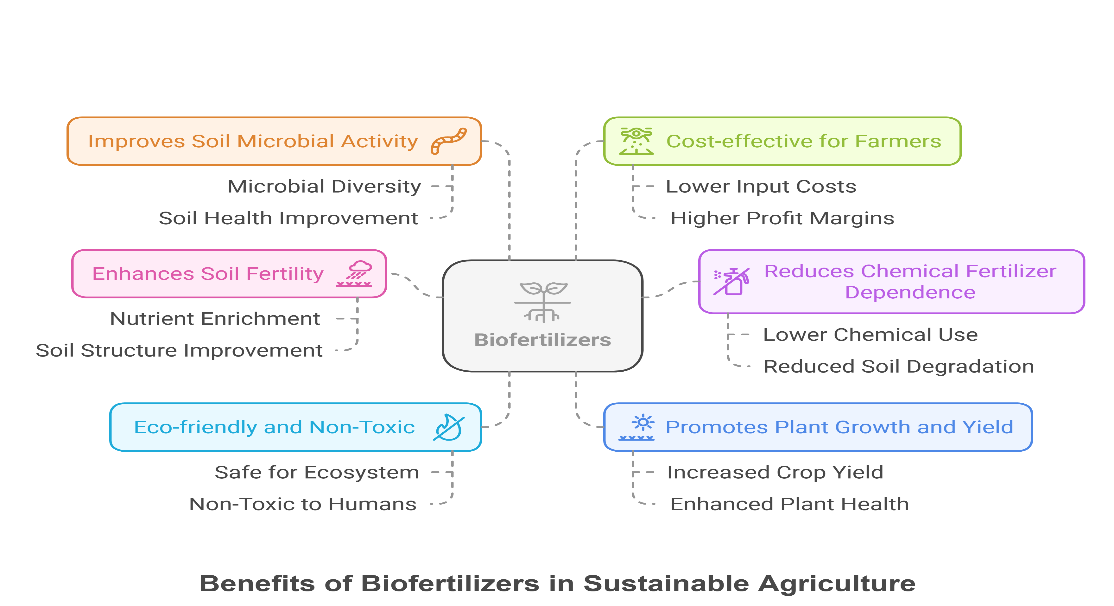 Improves Soil Microbial Activity
Microbial Diversity
Soil Health Improvement
Cost-effective for Farmers
Lower Input Costs
Higher Profit Margins
Enhances Soil Fertility
Nutrient Enrichment
Soil Structure Improvement
Biofertilizers
Reduces Chemical Fertilizer
Dependence
Lower Chemical Use
Reduced Soil Degradation
Eco-friendly and Non-Toxic
Safe for Ecosystem
Non-Toxic to Humans
Promotes Plant Growth and Yield
Increased Crop Yield
Enhanced Plant Health
Benefits of Biofertilizers in Sustainable Agriculture